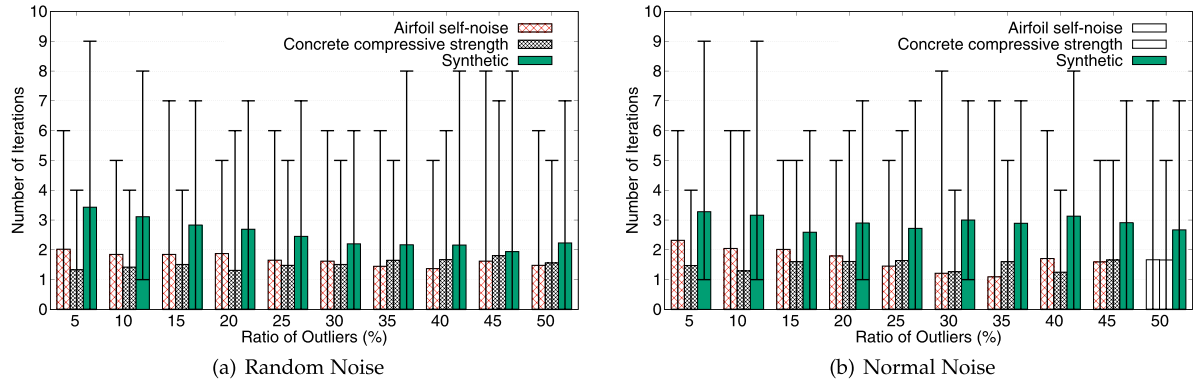 10
9
8
7
6
5
4
3
2
1
0
Number of Iterations
Airfoil self-noise
Concrete compressive strength
Synthetic
5 10 15 20 25 30 35 40 45 50
Ratio of Outliers (%)
(a) Random Noise
10
9
8
7
6
5
4
3
2
1
0
Number of Iterations
Airfoil self-noise
Concrete compressive strength
Synthetic
5 10 15 20 25 30 35 40 45 50
Ratio of Outliers (%)
(b) Normal Noise